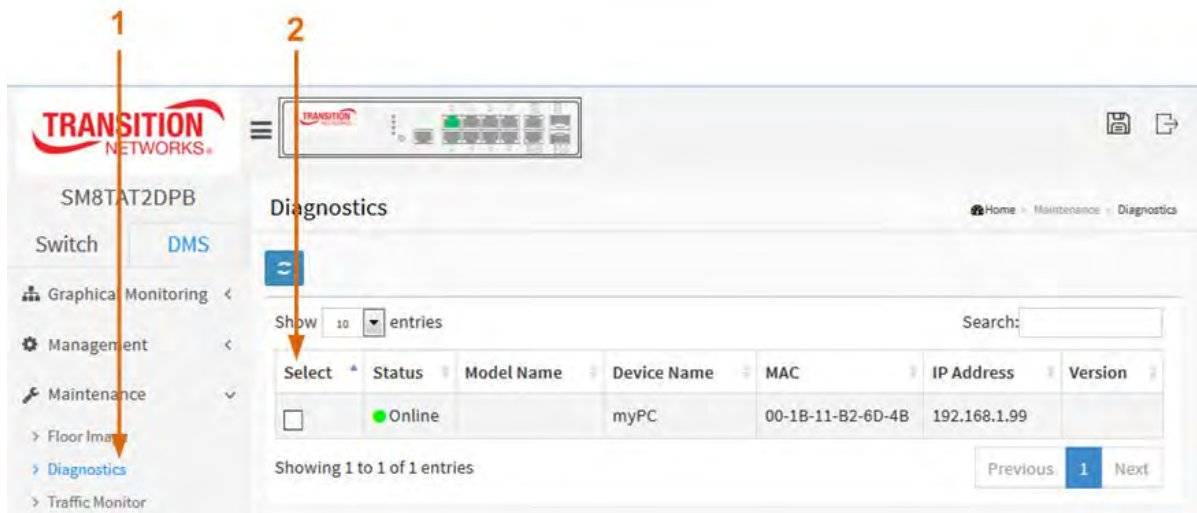 1 2
TRANSITION
NETWORKS®
TRANSITION
SM8TAT2DPB
Switch DMS
Graphical Monitoring
Management
Maintenance
> Floor Image
> Diagnostics
> Traffic Monitor
Diagnostics
Home > Maintenance > Diagnostics
Show 10 entries
Search:
Select Status Model Name Device Name MAC IP Address Version
Online myPC 00-1B-11-B2-6D-4B 192.168.1.99
Showing 1 to 1 of 1 entries
Previous 1 Next